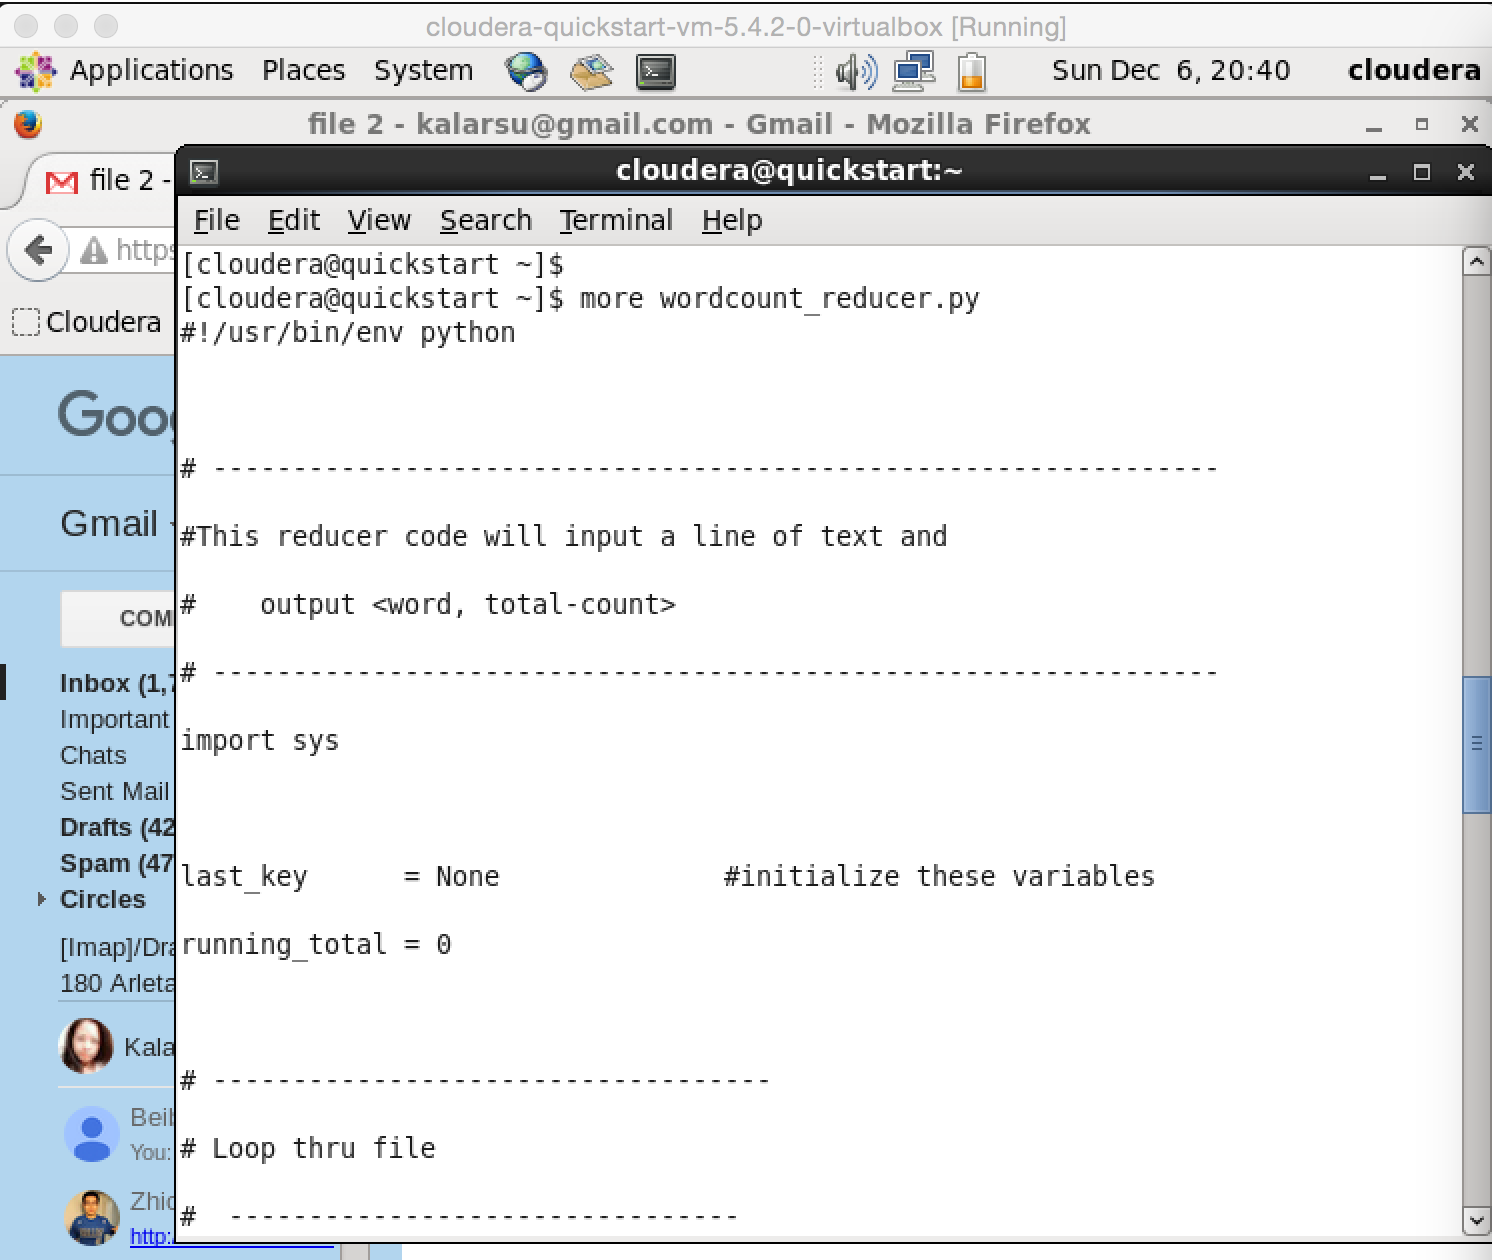 cloudera-quickstart-vm-5.4.2-0-virtualbox [Running]
Applications Places System Sun Dec 6, 20:40 cloudera
file 2 - kalarsu@gmail.com - Gmail - Mozilla Firefox
file 2 -
cloudera@quickstart:~
File Edit View Search Terminal Help
https
Cloudera
Gmail
Inbox (1,
Important
Chats
Sent Mail
Drafts (42
Spam (47
Circles
[Imap]/Dra
180 Arleta
Kala
You:
http:
[cloudera@quickstart ~]$
[cloudera@quickstart ~]$ more wordcount_reducer.py
#!/usr/bin/env python
# ---------------------------------------------------------------
#This reducer code will input a line of text and
#    output <word, total-count>
# ---------------------------------------------------------------
import sys
last_key      = None              #initialize these variables
running_total = 0
# -----------------------------------
# Loop thru file
#  --------------------------------